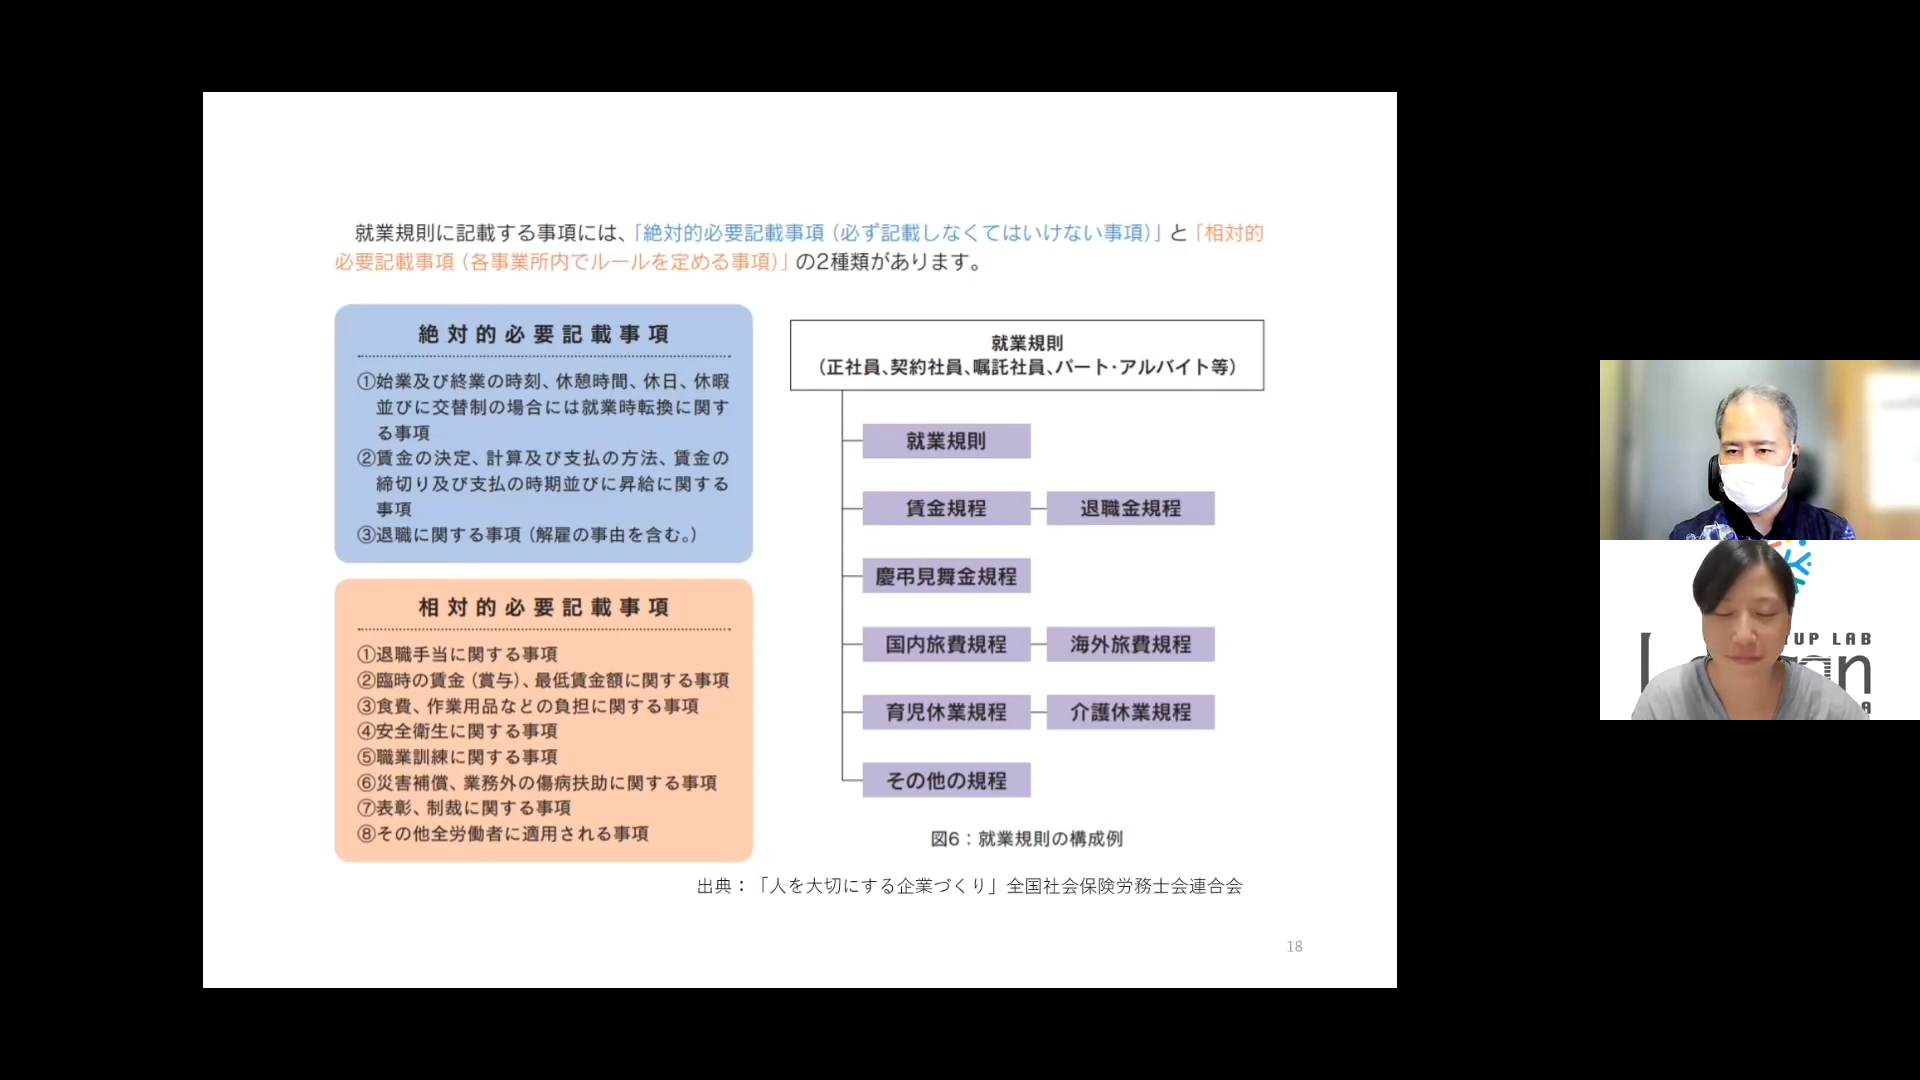 就業規則に記載する事項には、「絶対的必要記載事項（必ず記載しなくてはいけない事項）」と「相対的
必要記載事項（各事業所内でルールを定める事項）」の2種類があります。
絶対的必要記載事項
①始業及び終業の時刻、休憩時間、休日、休暇
並びに交替制の場合には就業時転換に関す
る事項
②賃金の決定、計算及び支払の方法、賃金の
締切り及び支払の時期並びに昇給に関する
事項
③退職に関する事項（解雇の事由を含む。）
相対的必要記載事項
①退職手当に関する事項
②臨時の賃金（賞与）、最低賃金額に関する事項
③食費、作業用品などの負担に関する事項
④安全衛生に関する事項
⑤職業訓練に関する事項
⑥災害補償、業務外の傷病扶助に関する事項
⑦表彰、制裁に関する事項
⑧その他全労働者に適用される事項
就業規則
（正社員、契約社員、嘱託社員、パート・アルバイト等）
就業規則
賃金規程
退職金規程
慶弔見舞金規程
国内旅費規程
海外旅費規程
育児休業規程
介護休業規程
その他の規程
図6：就業規則の構成例
出典：「人を大切にする企業づくり」全国社会保険労務士会連合会
18
UP LAB